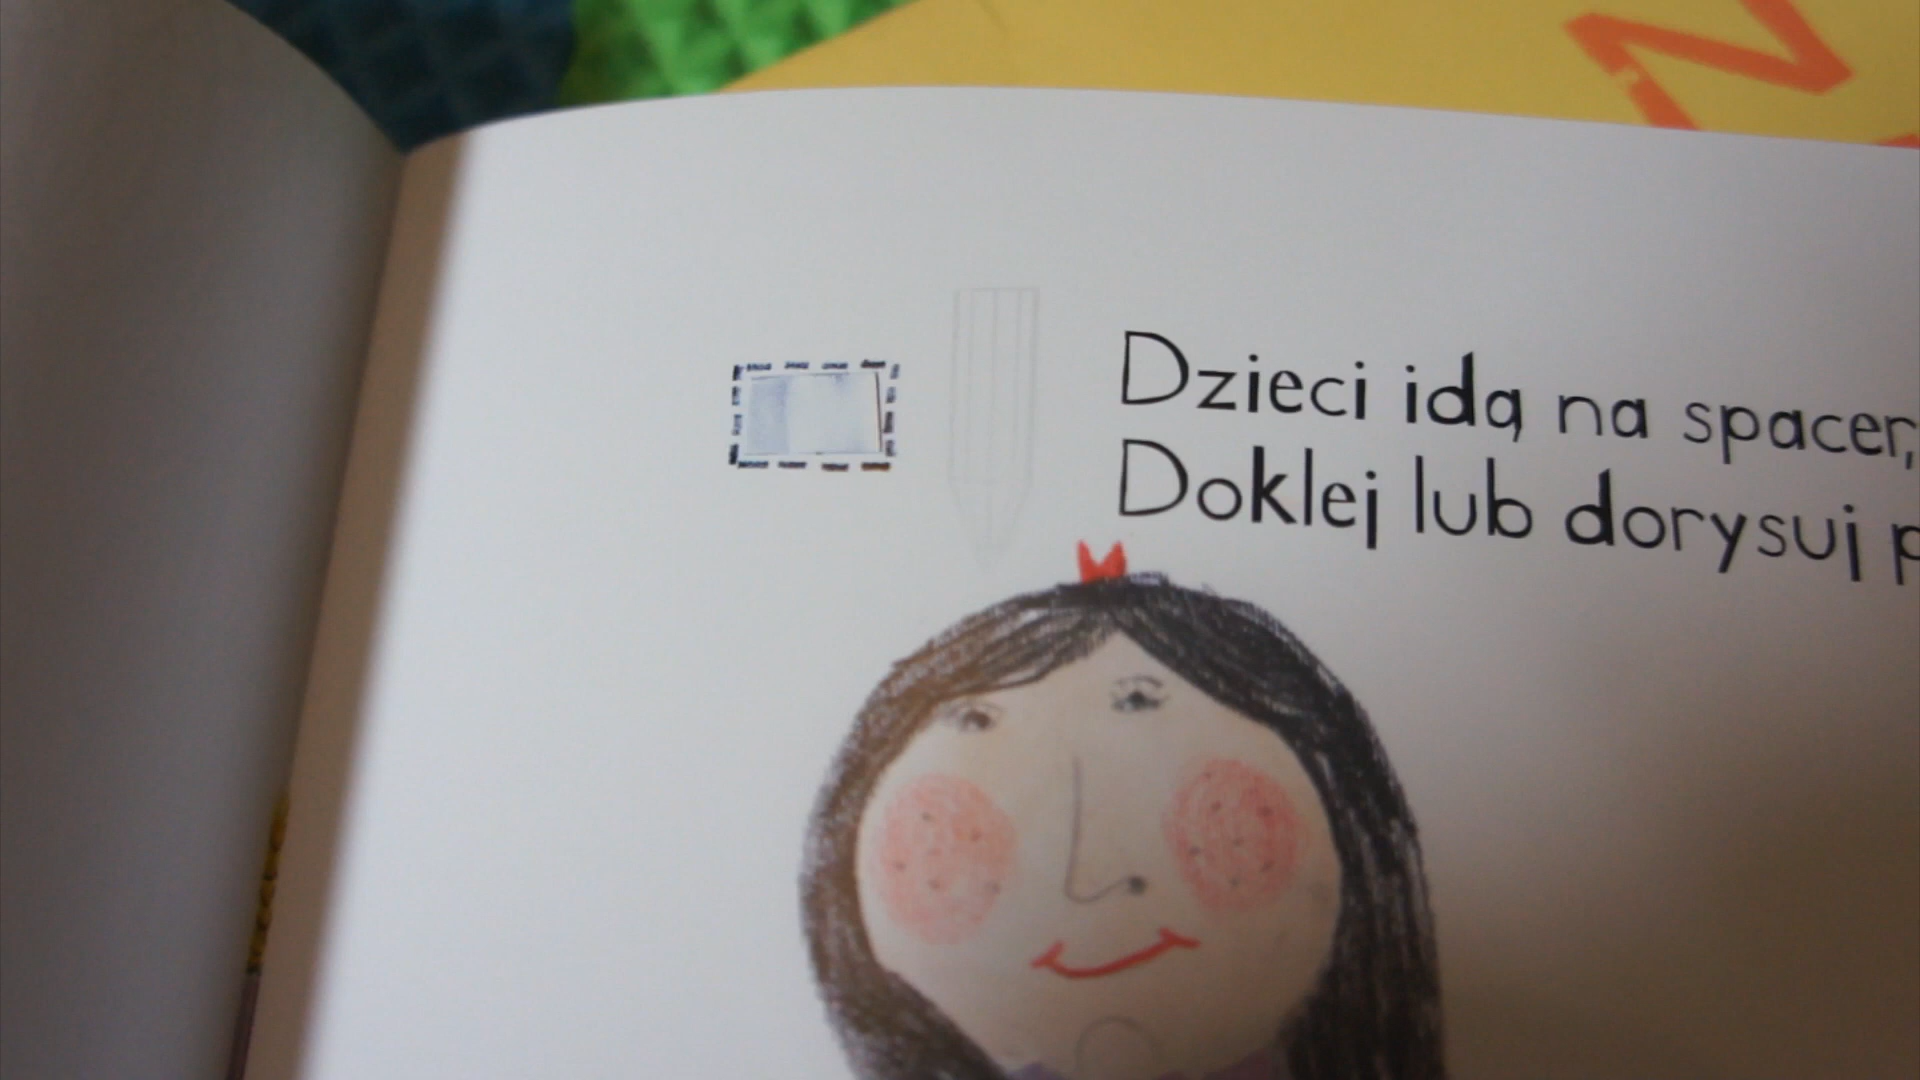 Dzieci idą na spacer,
Doklej lub dorysuj